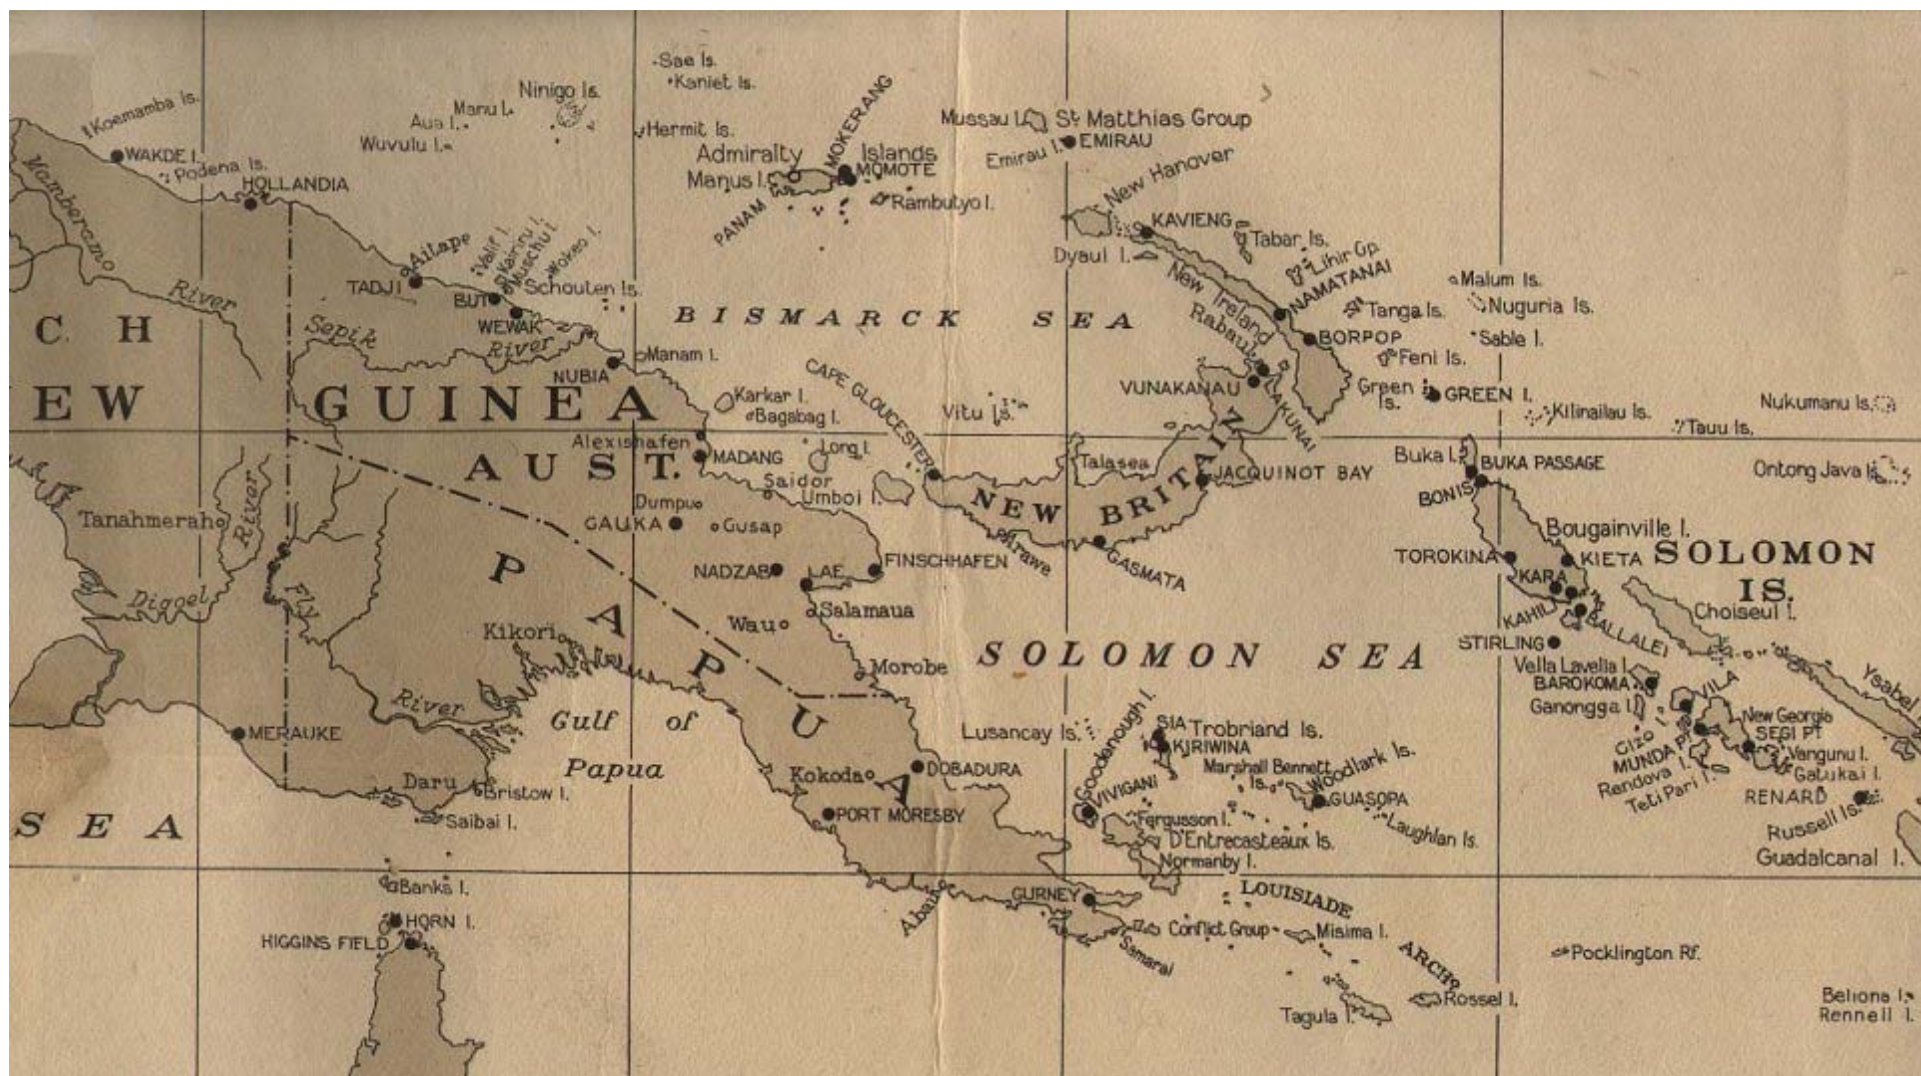 Sae Is.
Kaniet Is.
Ninigo Is.
Manu I.
Aua I.
Wuvulu I.
Hermit Is.
Koemamba Is.
WAKDE I.
Podena Is.
HOLLANDIA
Admiralty Islands
MOKERANG
MOMOTE
Manus I.
PANAM
Rambutyo I.
Mussau I.
St Matthias Group
Emirau I.
EMIRAU
New Hanover
KAVIENG
Tabar Is.
Lihir Gp.
Dyaul I.
New Ireland
NAMATANAI
Malum Is.
Tanga Is.
Nuguria Is.
BORPOP
Sable I.
Feni Is.
Rabaul
VUNAKANAU
LAKUNAI
Green Is.
GREEN I.
Kilinailau Is.
Nukumanu Is.
Tauu Is.
Ontong Java Is.
River
AiLape
TADJI
Valif I.
Kairiru I.
Muschu I.
Wokeo I.
BUT
Schouten Is.
WEWAK
Sepik
River
NUBIA
Manam I.
BISMARCK SEA
CH
EW GUINEA
AUST.
Karkar I.
Bagabag I.
CAPE GLOUCESTER
Vitu Is.
Alexishafen
MADANG
Long I.
Saidor
Umboi I.
Talasea
NEW BRITAIN
JACQUINOT BAY
Buka I.
BUKA PASSAGE
BONIS
Bougainville I.
Tanahmerah
River
Dumpu
GAUKA
Gusap
NADZAB
LAE
FINSCHHAFEN
Arawe
GASMATA
TOROKINA
KIETA
SOLOMON
IS.
KARA
KAHILI
BALLALEI
Choiseul I.
Digoel
Fly
PAPUA
Salamaua
Wau
Kikori
Morobe
SOLOMON SEA
STIRLING
Vella Lavella I.
BAROKOMA
VILA
Ganongga I.
Ysabel
New Georgia
SEGI PT
Gizo I.
MUNDA PT
Vangunu I.
Rendova I.
Gatukai I.
TetiPari I.
RENARD
Russell Is.
Guadalcanal I.
River
MERAUKE
Gulf of
Papua
Lusancay Is.
Goodenough I.
SIA
Trobriand Is.
KIRIWINA
Marshall Bennett
Is.
Woodlark Is.
GUASOPA
VIVIGANI
Laughlan Is.
Fergusson I.
D'Entrecasteaux Is.
Normanby I.
Kokoda
DOBADURA
PORT MORESBY
Daru
Bristow I.
Saibai I.
SEA
Banks I.
HORN I.
HIGGINS FIELD
Abau
GURNEY
Samarai
LOUISIADE
ARCHO
Conflict Group
Misima I.
Pocklington Rf.
Rossel I.
Tagula I.
Bellona I.
Rennell I.